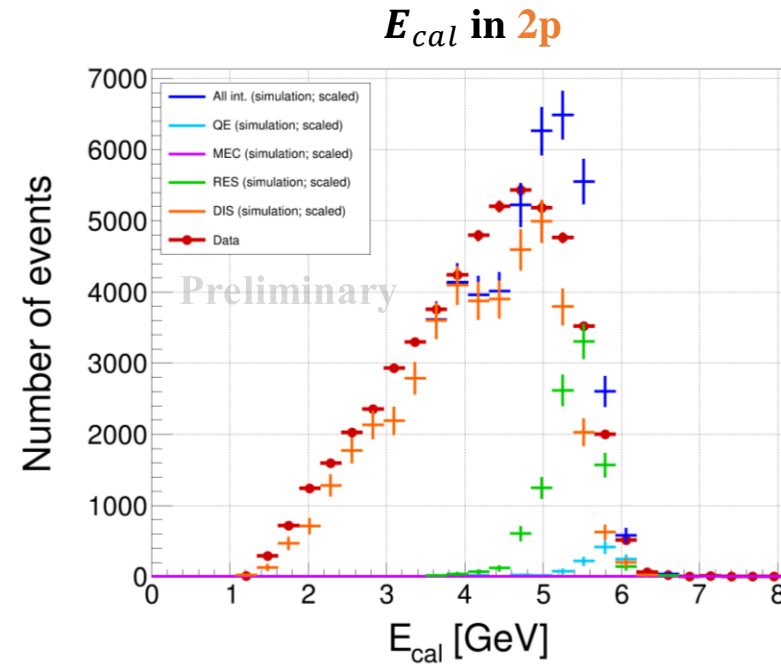 E_cal in 2p
7000
6000
5000
4000
3000
2000
1000
0
Number of events
All int. (simulation; scaled)
QE (simulation; scaled)
MEC (simulation; scaled)
RES (simulation; scaled)
DIS (simulation; scaled)
Data
Preliminary
0 1 2 3 4 5 6 7 8
E_cal [GeV]